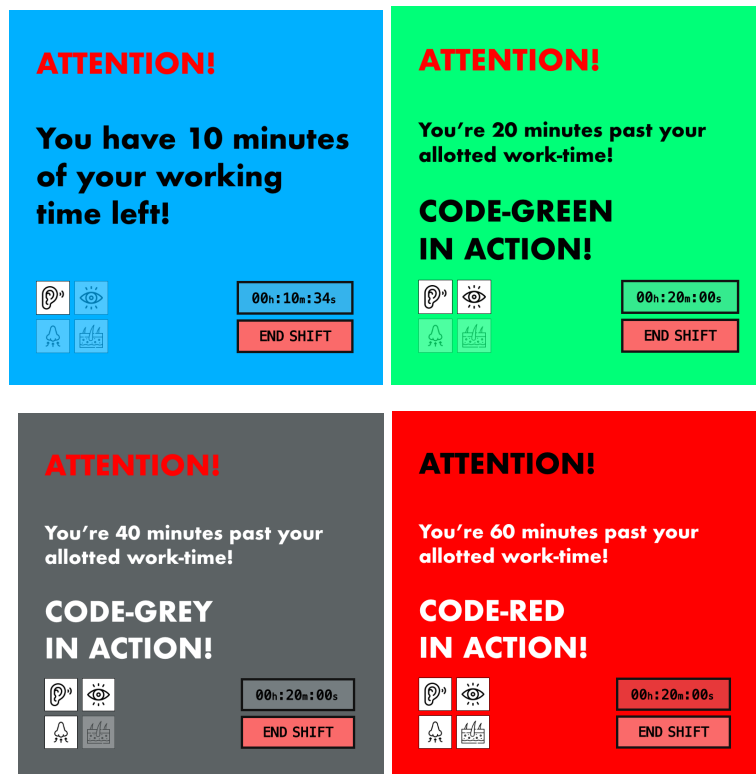 ATTENTION!
You have 10 minutes
of your working
time left!
00h:10m:34s
END SHIFT
ATTENTION!
You're 20 minutes past your
allotted work-time!
CODE-GREEN
IN ACTION!
00h:20m:00s
END SHIFT
ATTENTION!
You're 40 minutes past your
allotted work-time!
CODE-GREY
IN ACTION!
00h:20m:00s
END SHIFT
ATTENTION!
You're 60 minutes past your
allotted work-time!
CODE-RED
IN ACTION!
00h:20m:00s
END SHIFT